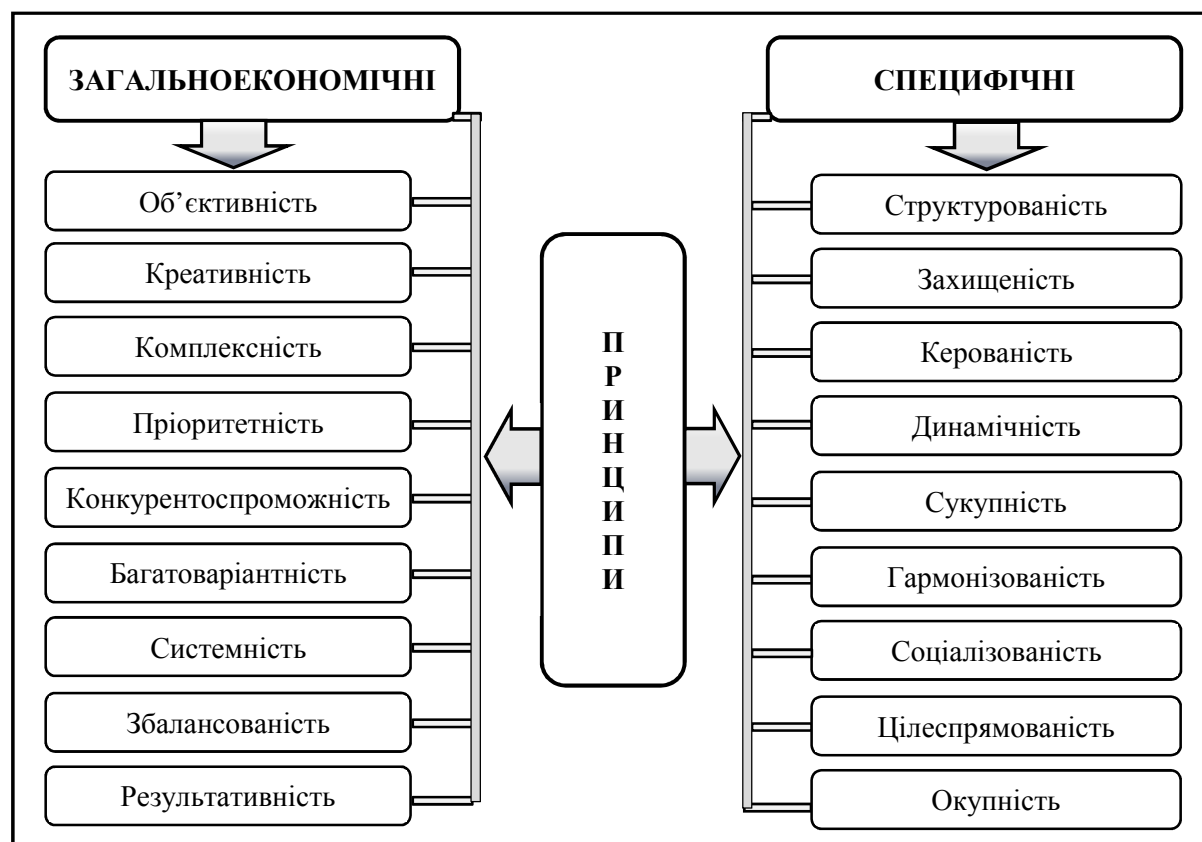 ЗАГАЛЬНОЕКОНОМІЧНІ
Об’єктивність
Креативність
Комплексність
Пріоритетність
Конкурентоспроможність
Багатоваріантність
Системність
Збалансованість
Результативність
ПРИНЦИПИ
СПЕЦИФІЧНІ
Структурованість
Захищеність
Керованість
Динамічність
Сукупність
Гармонізованість
Соціалізованість
Цілеспрямованість
Окупність